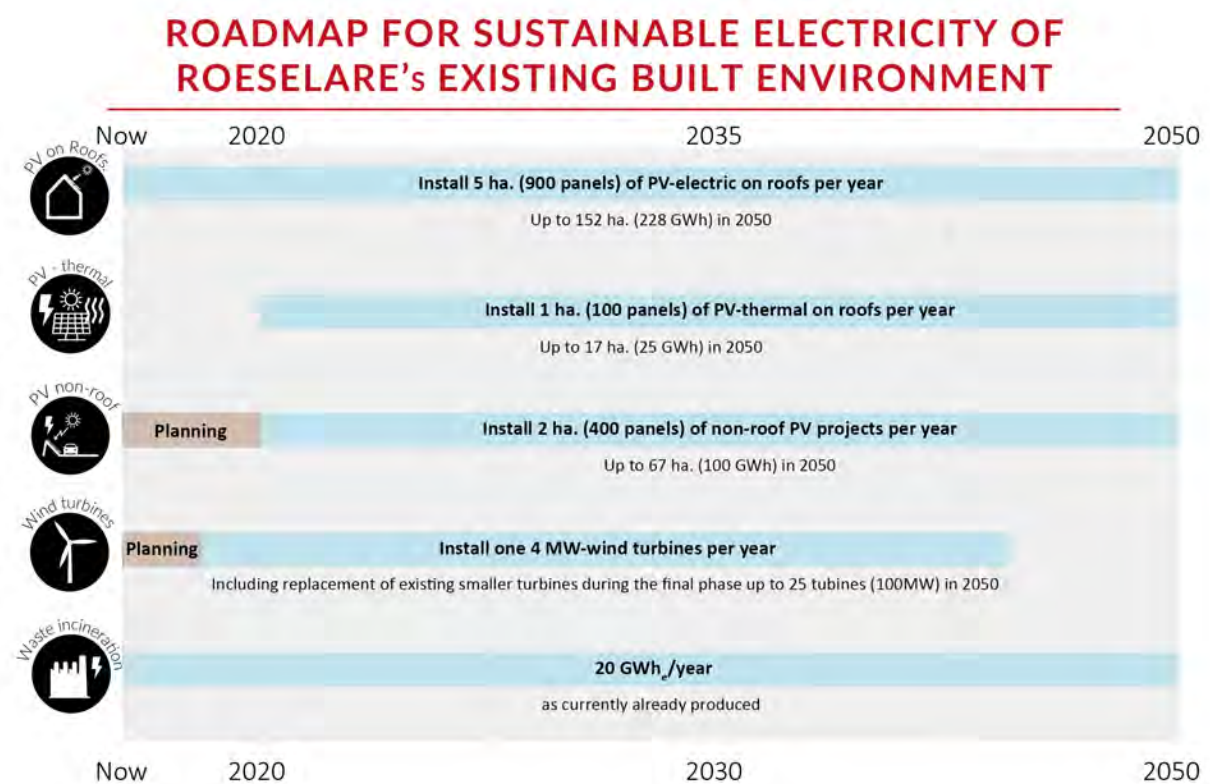 ROADMAP FOR SUSTAINABLE ELECTRICITY OF
ROESELARE's EXISTING BUILT ENVIRONMENT
Now 2020 2035 2050
PV on Roofs
Install 5 ha. (900 panels) of PV-electric on roofs per year
Up to 152 ha. (228 GWh) in 2050
PV - thermal
Install 1 ha. (100 panels) of PV-thermal on roofs per year
Up to 17 ha. (25 GWh) in 2050
PV non-roof
Planning Install 2 ha. (400 panels) of non-roof PV projects per year
Up to 67 ha. (100 GWh) in 2050
Wind turbines
Planning Install one 4 MW-wind turbines per year
Including replacement of existing smaller turbines during the final phase up to 25 tubines (100MW) in 2050
Waste incineration
20 GWhe/year
as currently already produced
Now 2020 2030 2050